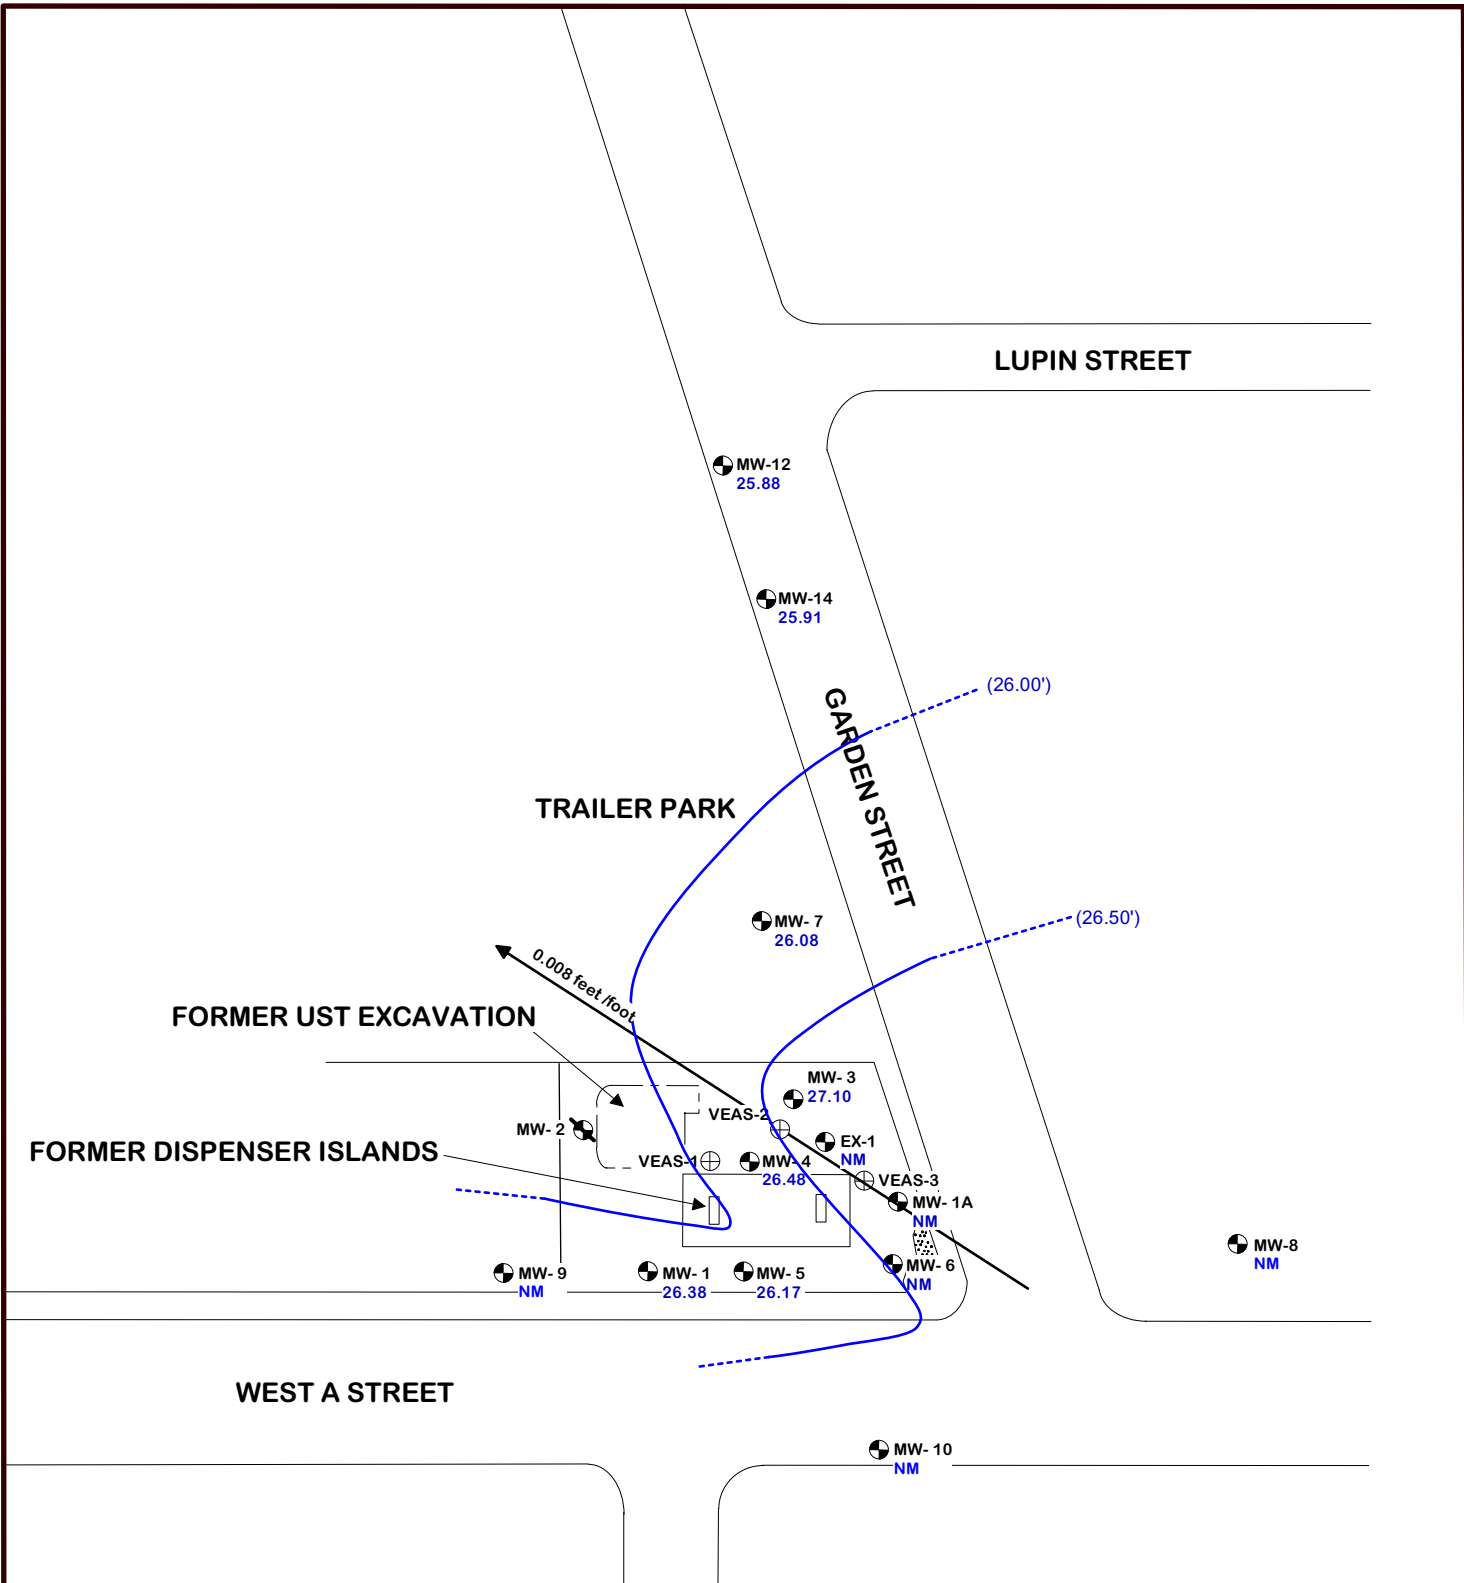 LUPIN STREET
MW-12
25.88
MW-14
25.91
(26.00')
GARDEN STREET
TRAILER PARK
(26.50')
MW- 7
26.08
0.008 feet /foot
FORMER UST EXCAVATION
MW- 3
27.10
VEAS-2
MW- 2
EX-1
NM
FORMER DISPENSER ISLANDS
VEAS-1
MW- 4
26.48
VEAS-3
MW- 1A
NM
MW-8
NM
MW- 6
NM
MW- 9
NM
MW- 1
26.38
MW- 5
26.17
WEST A STREET
MW- 10
NM